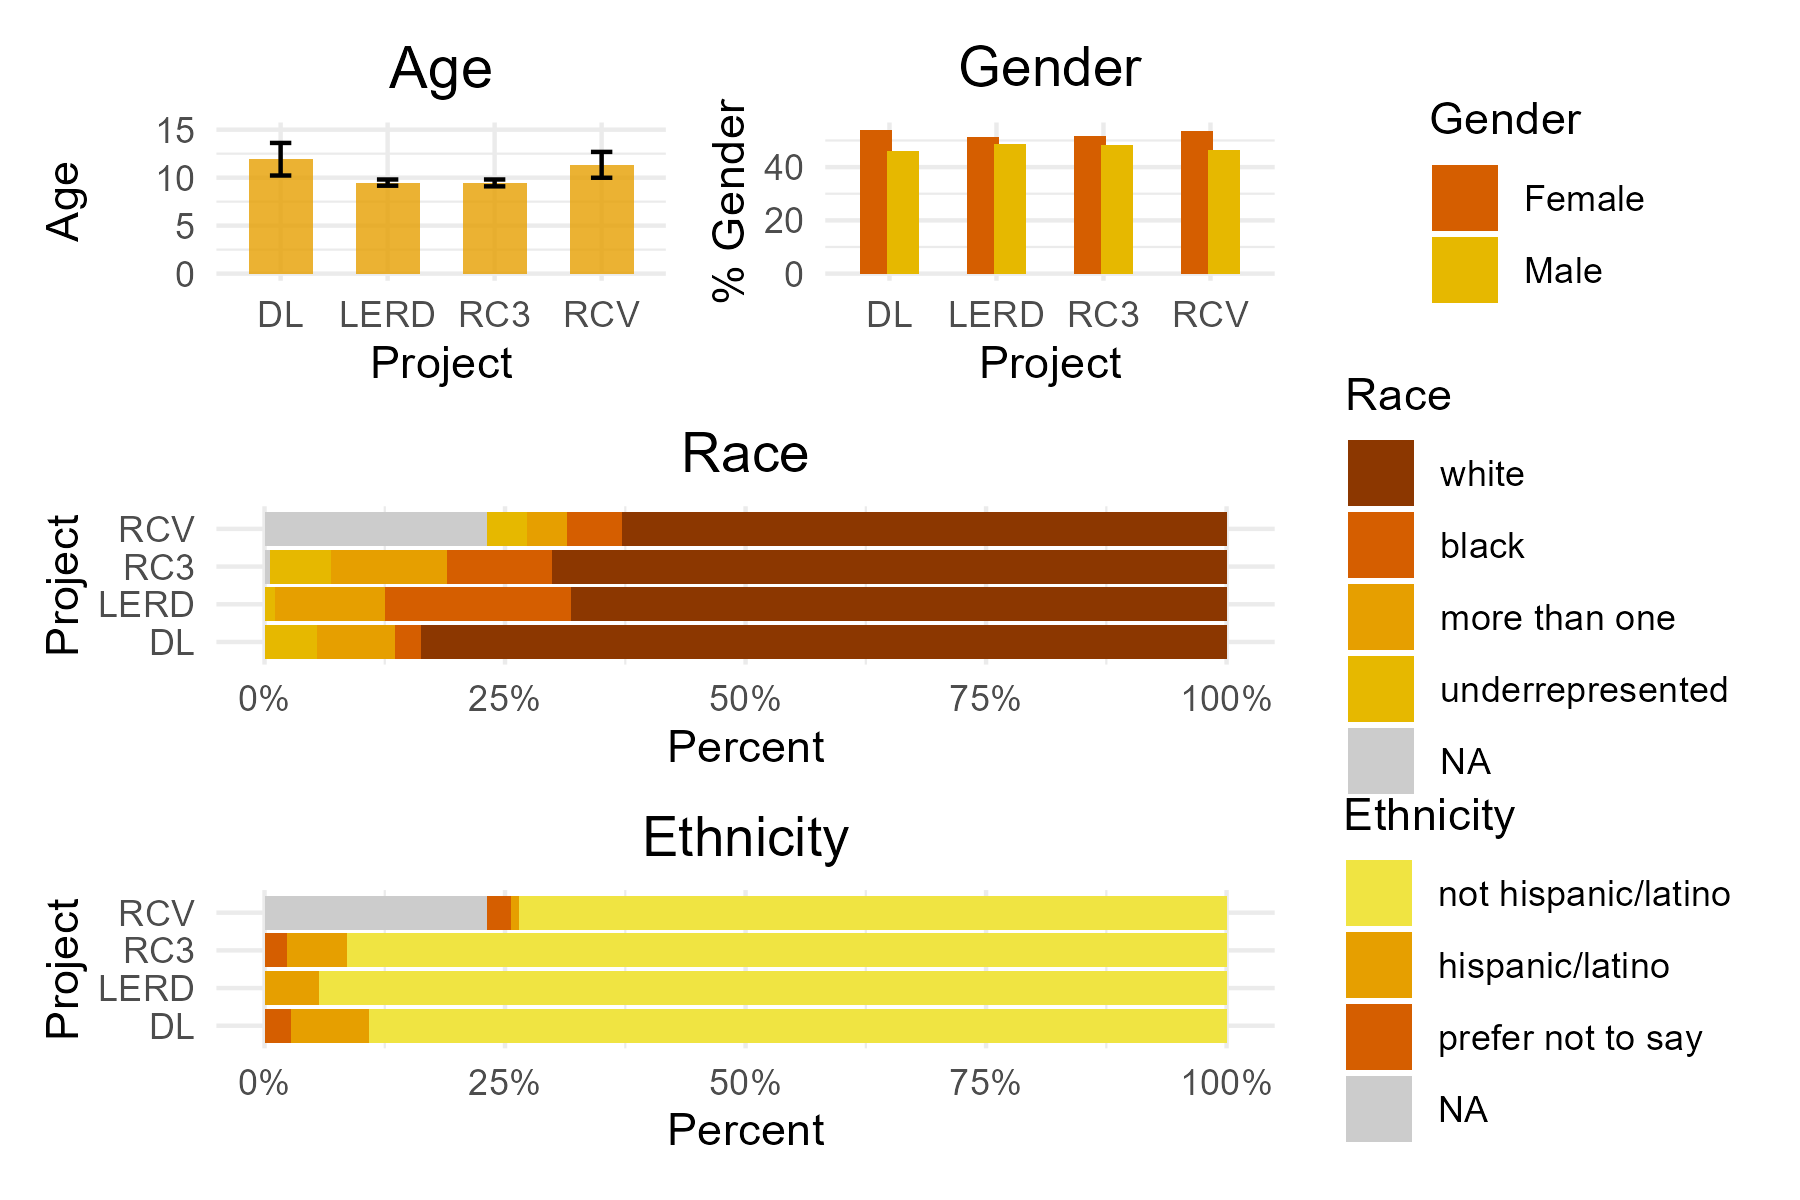 Age
Age
15
10
5
0
DL LERD RC3 RCV
Project
Gender
% Gender
40
20
0
DL LERD RC3 RCV
Project
Gender
Female
Male
Race
Project
RCV
RC3
LERD
DL
0% 25% 50% 75% 100%
Percent
Race
white
black
more than one
underrepresented
NA
Ethnicity
Project
RCV
RC3
LERD
DL
0% 25% 50% 75% 100%
Percent
Ethnicity
not hispanic/latino
hispanic/latino
prefer not to say
NA